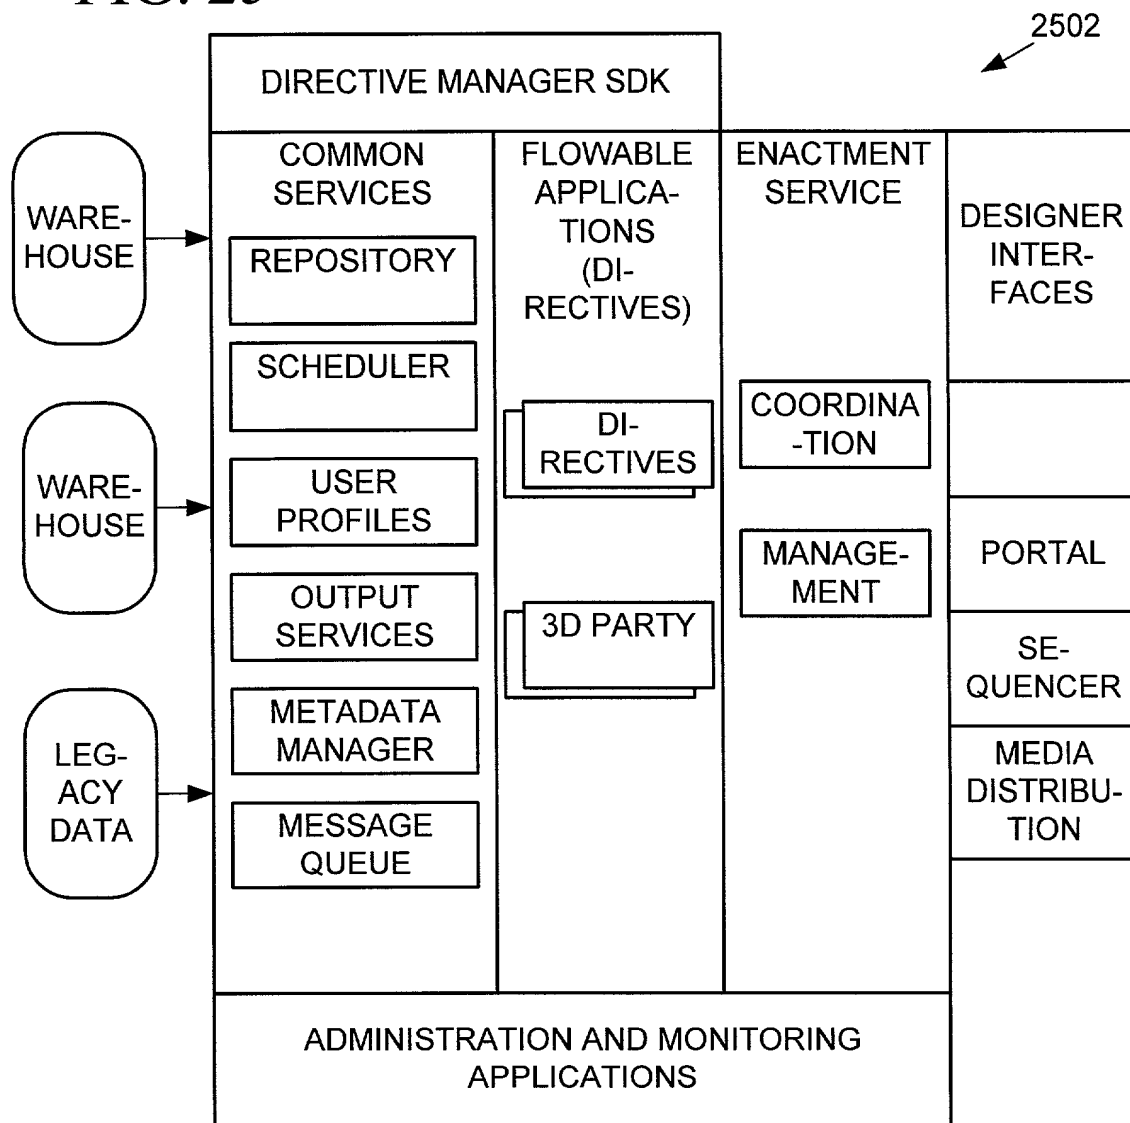 2502
DIRECTIVE MANAGER SDK
WARE-
HOUSE
WARE-
HOUSE
LEG-
ACY
DATA
COMMON
SERVICES
REPOSITORY
SCHEDULER
USER
PROFILES
OUTPUT
SERVICES
METADATA
MANAGER
MESSAGE
QUEUE
FLOWABLE
APPLICA-
TIONS
(DI-
RECTIVES)
DI-
RECTIVES
3D PARTY
ENACTMENT
SERVICE
COORDINA
-TION
MANAGE-
MENT
DESIGNER
INTER-
FACES
PORTAL
SE-
QUENCER
MEDIA
DISTRIBU-
TION
ADMINISTRATION AND MONITORING
APPLICATIONS